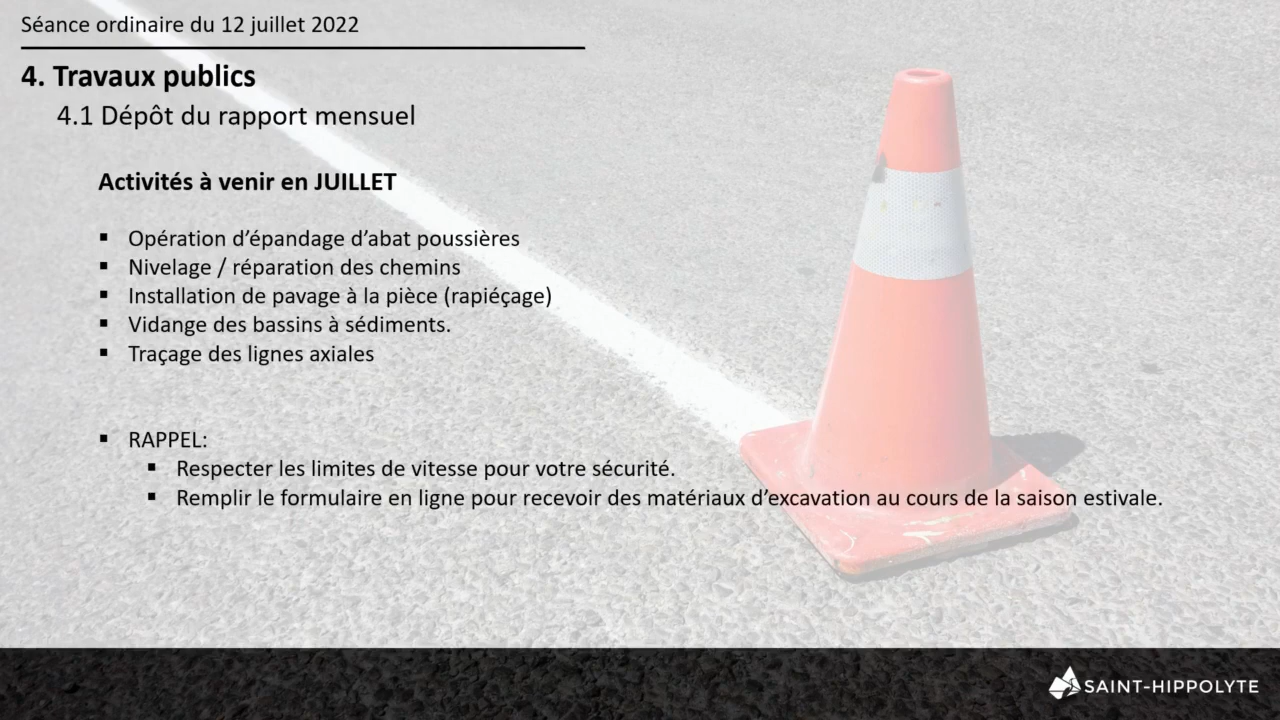 Séance ordinaire du 12 juillet 2022
4. Travaux publics
4.1 Dépôt du rapport mensuel
Activités à venir en JUILLET
▪ Opération d’épandage d’abat poussières
▪ Nivelage / réparation des chemins
▪ Installation de pavage à la pièce (rapiéçage)
▪ Vidange des bassins à sédiments.
▪ Traçage des lignes axiales
▪ RAPPEL:
▪ Respecter les limites de vitesse pour votre sécurité.
▪ Remplir le formulaire en ligne pour recevoir des matériaux d’excavation au cours de la saison estivale.
SAINT-HIPPOLYTE